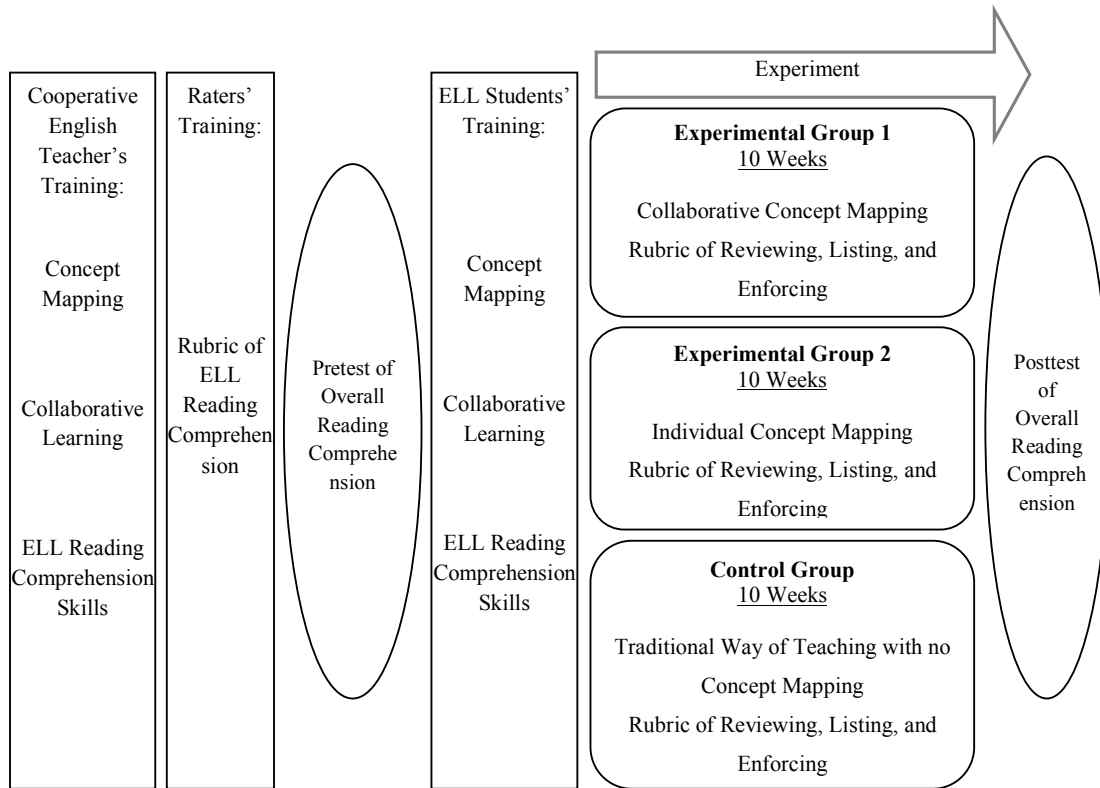 Cooperative
English
Teacher’s
Training:
Concept
Mapping
Collaborative
Learning
ELL Reading
Comprehension
Skills
Raters’
Training:
Rubric of
ELL
Reading
Comprehen
sion
Pretest of
Overall
Reading
Comprehe
nsion
ELL Students’
Training:
Concept
Mapping
Collaborative
Learning
ELL Reading
Comprehension
Skills
Experiment
Experimental Group 1
10 Weeks
Collaborative Concept Mapping
Rubric of Reviewing, Listing, and
Enforcing
Experimental Group 2
10 Weeks
Individual Concept Mapping
Rubric of Reviewing, Listing, and
Enforcing
Control Group
10 Weeks
Traditional Way of Teaching with no
Concept Mapping
Rubric of Reviewing, Listing, and
Enforcing
Posttest
of
Overall
Reading
Compreh
ension